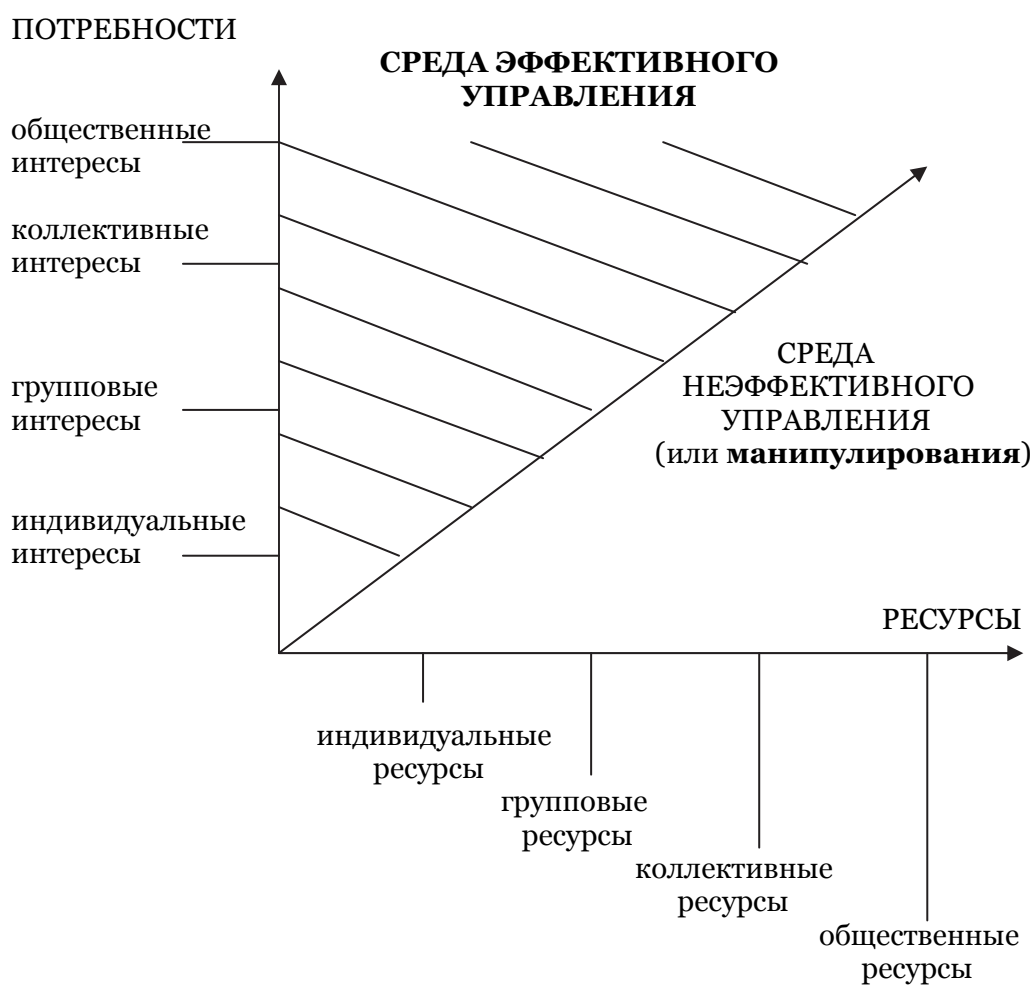 ПОТРЕБНОСТИ
СРЕДА ЭФФЕКТИВНОГО
УПРАВЛЕНИЯ
общественные
интересы
коллективные
интересы
групповые
интересы
индивидуальные
интересы
СРЕДА
НЕЭФФЕКТИВНОГО
УПРАВЛЕНИЯ
(или манипулирования)
РЕСУРСЫ
индивидуальные
ресурсы
групповые
ресурсы
коллективные
ресурсы
общественные
ресурсы